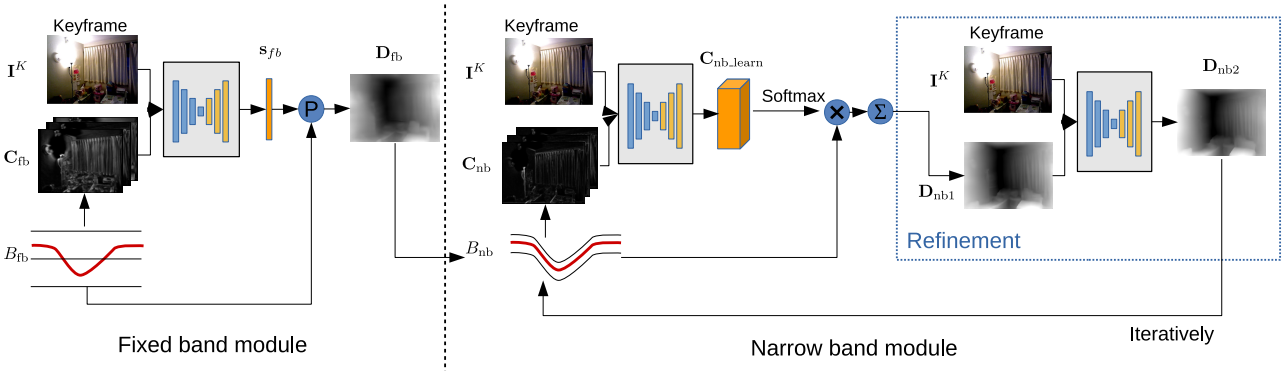 Keyframe
I^K
s_fb
D_fb
P
C_fb
B_fb
Fixed band module
Keyframe
I^K
C_nb_learn
Softmax
×
Σ
C_nb
B_nb
Narrow band module
Keyframe
I^K
D_nb2
D_nb1
Refinement
Iteratively